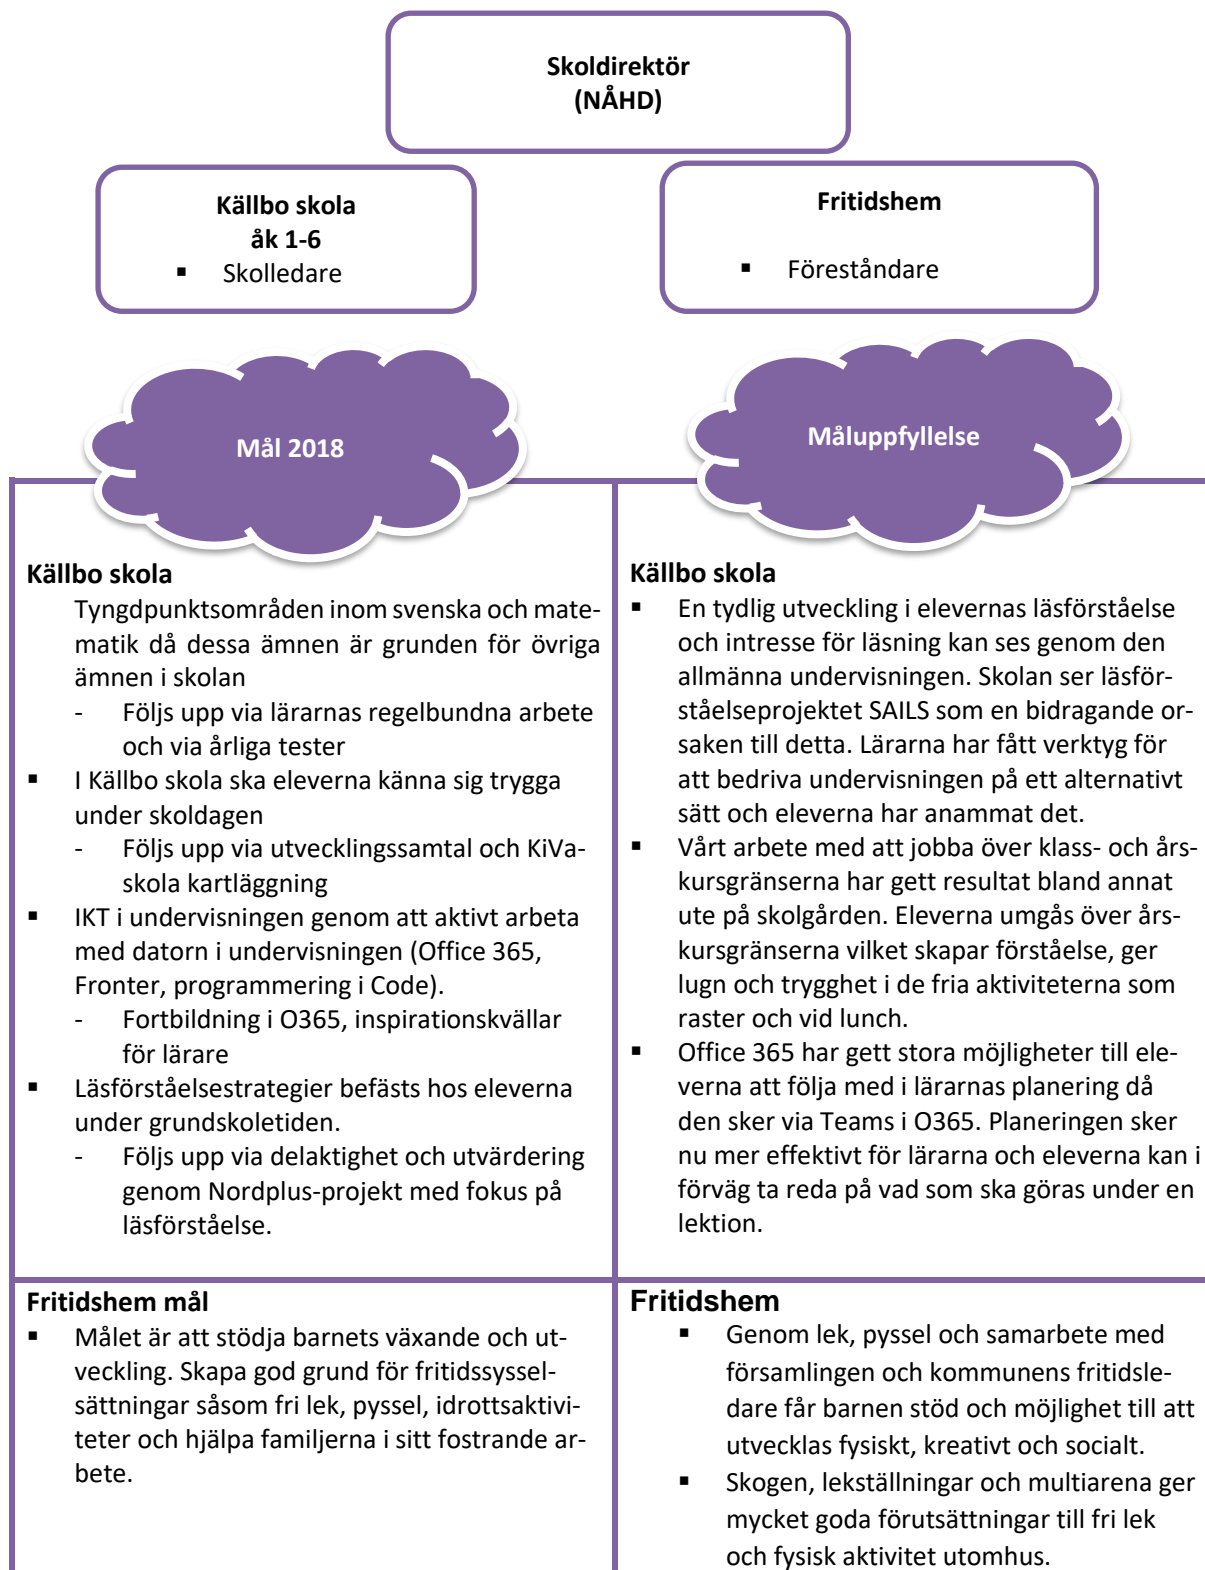 Skoldirektör
(NÅHD)
Källbo skola
åk 1-6
▪ Skolledare
Fritidshem
▪ Föreståndare
Mål 2018
Måluppfyllelse
Källbo skola
Tyngdpunktsområden inom svenska och mate-
matik då dessa ämnen är grunden för övriga
ämnen i skolan
- Följs upp via lärarnas regelbundna arbete
och via årliga tester
▪ I Källbo skola ska eleverna känna sig trygga
under skoldagen
- Följs upp via utvecklingssamtal och KiVa-
skola kartläggning
▪ IKT i undervisningen genom att aktivt arbeta
med datorn i undervisningen (Office 365,
Fronter, programmering i Code).
- Fortbildning i O365, inspirationskvällar
för lärare
▪ Läsförståelsestrategier befästs hos eleverna
under grundskoletiden.
- Följs upp via delaktighet och utvärdering
genom Nordplus-projekt med fokus på
läsförståelse.
Källbo skola
▪ En tydlig utveckling i elevernas läsförståelse
och intresse för läsning kan ses genom den
allmänna undervisningen. Skolan ser läsför-
ståelseprojektet SAILS som en bidragande or-
saken till detta. Lärarna har fått verktyg för
att bedriva undervisningen på ett alternativt
sätt och eleverna har anammat det.
▪ Vårt arbete med att jobba över klass- och års-
kursgränserna har gett resultat bland annat
ute på skolgården. Eleverna umgås över års-
kursgränserna vilket skapar förståelse, ger
lugn och trygghet i de fria aktiviteterna som
raster och vid lunch.
▪ Office 365 har gett stora möjligheter till ele-
verna att följa med i lärarnas planering då
den sker via Teams i O365. Planeringen sker
nu mer effektivt för lärarna och eleverna kan i
förväg ta reda på vad som ska göras under en
lektion.
Fritidshem mål
▪ Målet är att stödja barnets växande och ut-
veckling. Skapa god grund för fritidssyssel-
sättningar såsom fri lek, pyssel, idrottsaktivi-
teter och hjälpa familjerna i sitt fostrande ar-
bete.
Fritidshem
▪ Genom lek, pyssel och samarbete med
församlingen och kommunens fritidsle-
dare får barnen stöd och möjlighet till att
utvecklas fysiskt, kreativt och socialt.
▪ Skogen, lekställningar och multiarena ger
mycket goda förutsättningar till fri lek
och fysisk aktivitet utomhus.